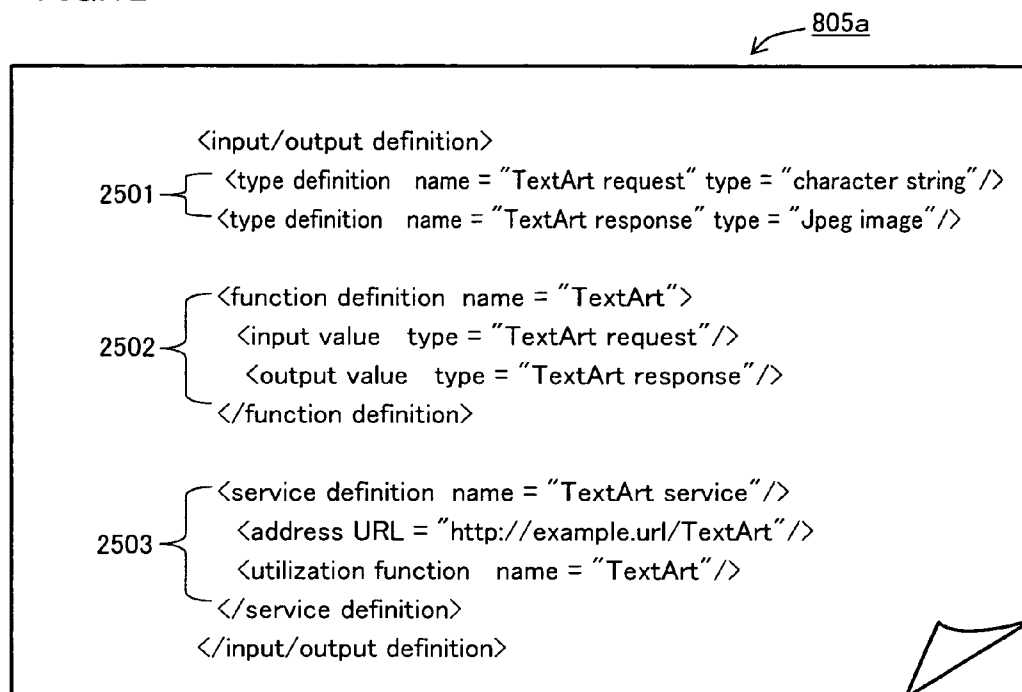 805a
<input/output definition>
2501
<type definition name = "TextArt request" type = "character string"/>
<type definition name = "TextArt response" type = "Jpeg image"/>
<function definition name = "TextArt">
<input value type = "TextArt request"/>
2502
<output value type = "TextArt response"/>
</function definition>
<service definition name = "TextArt service"/>
<address URL = "http://example.url/TextArt"/>
2503
<utilization function name = "TextArt"/>
</service definition>
</input/output definition>